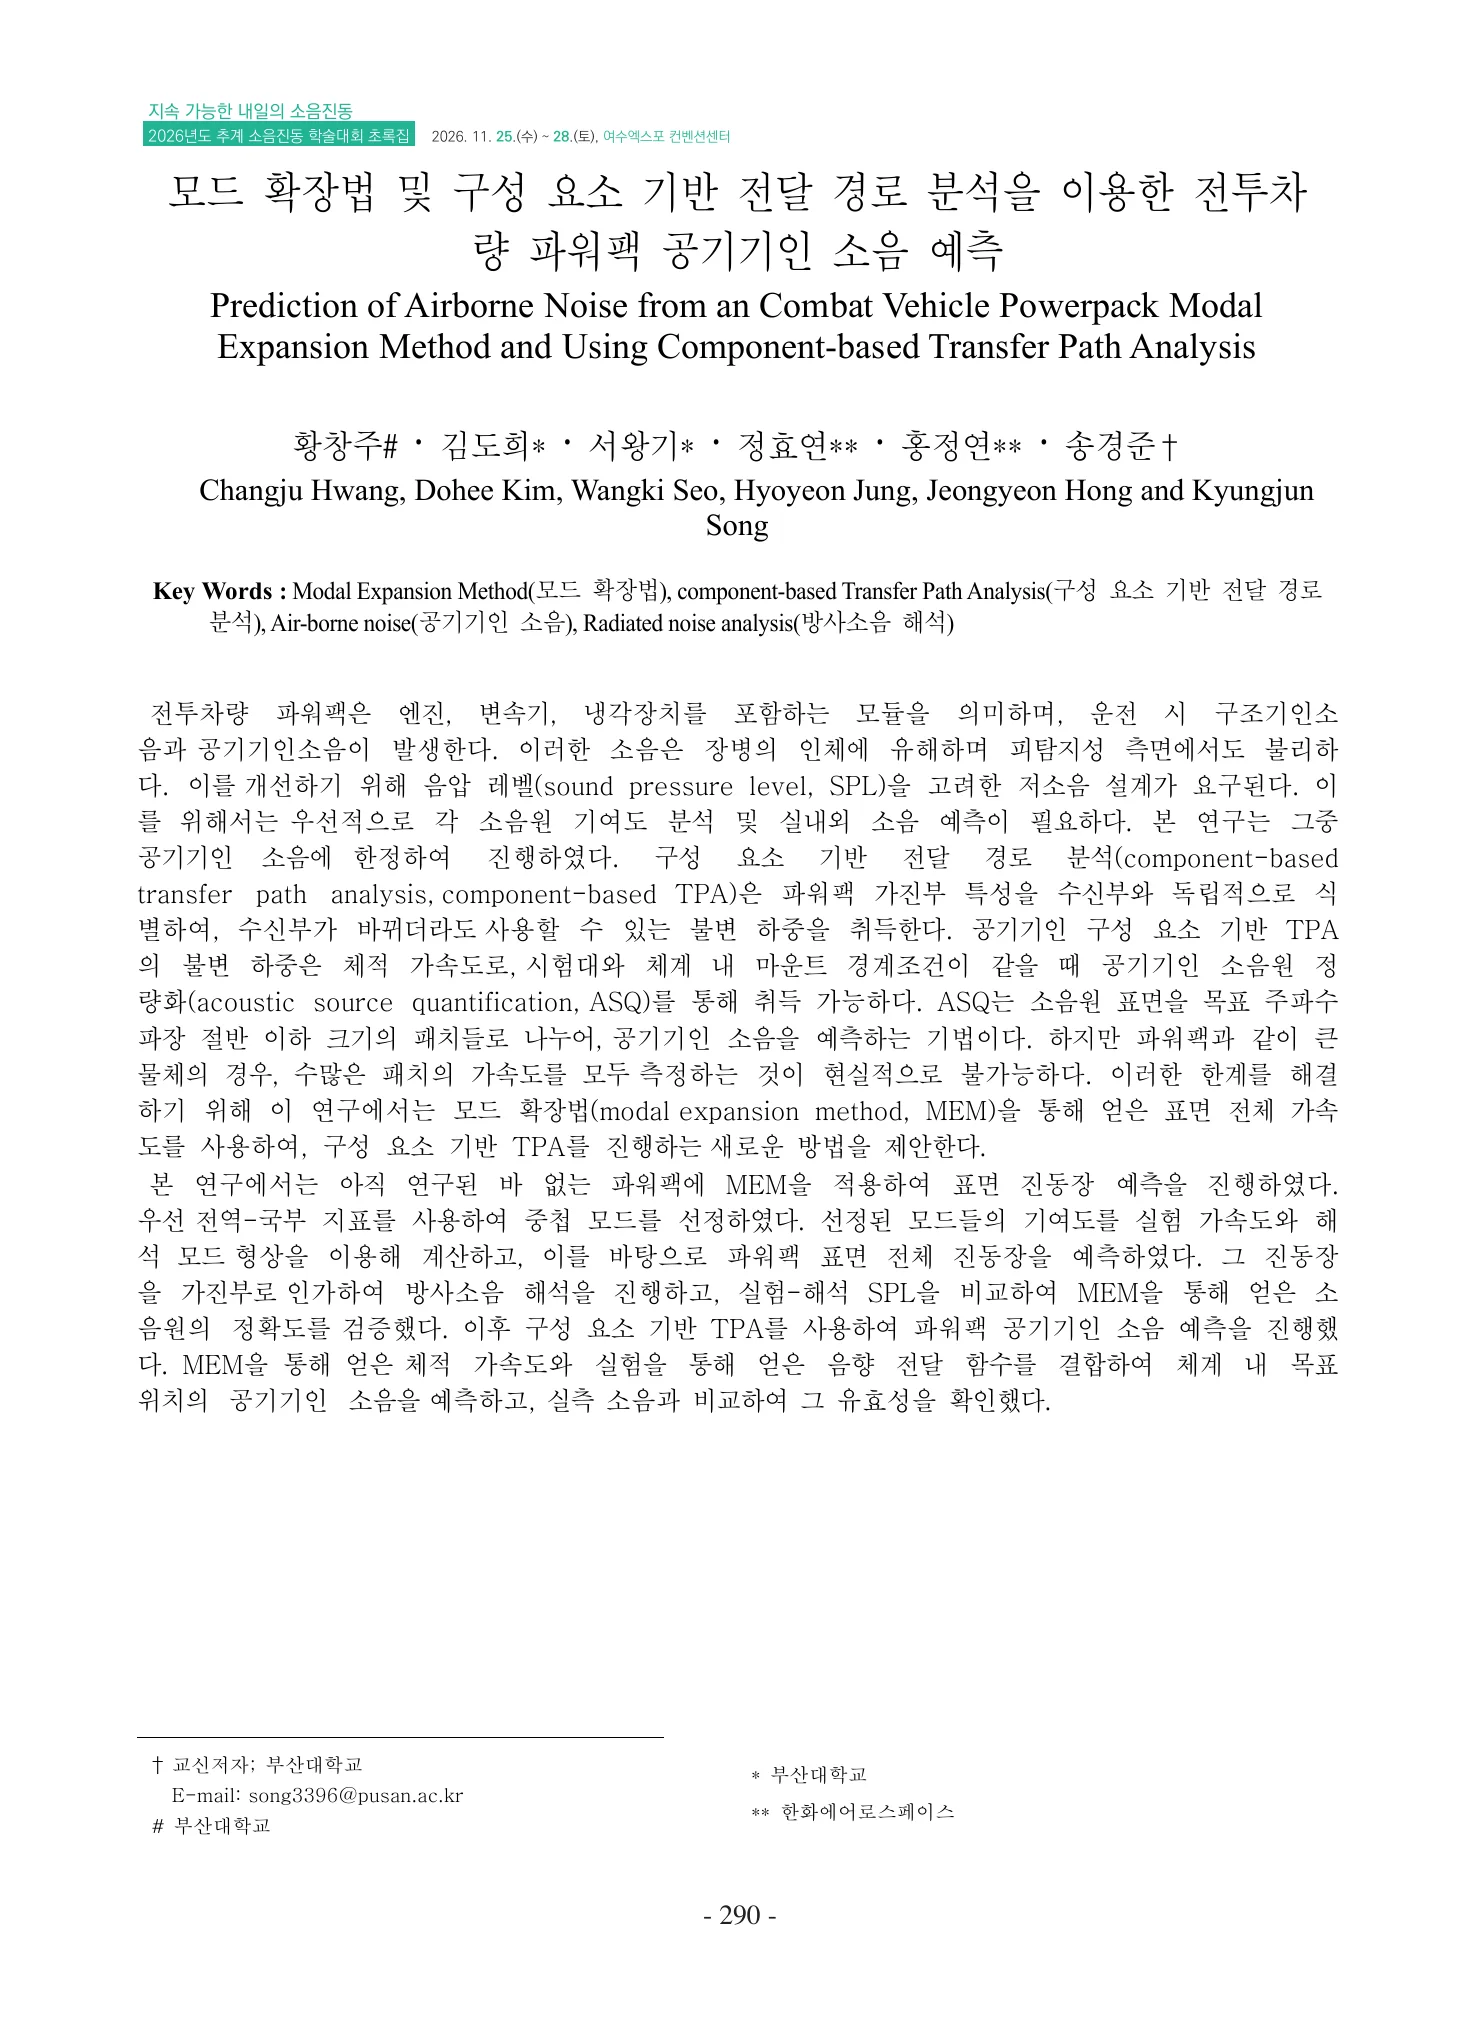 지속 가능한 내일의 소음진동
2026년도 추계 소음진동 학술대회 초록집 2026. 11. 25.(수) ~ 28.(토), 여수엑스포 컨벤션센터
모드 확장법 및 구성 요소 기반 전달 경로 분석을 이용한 전투차
량 파워팩 공기기인 소음 예측
Prediction of Airborne Noise from an Combat Vehicle Powerpack Modal
Expansion Method and Using Component-based Transfer Path Analysis
황창주# · 김도희* · 서왕기* · 정효연** · 홍정연** · 송경준†
Changju Hwang, Dohee Kim, Wangki Seo, Hyoyeon Jung, Jeongyeon Hong and Kyungjun
Song
Key Words : Modal Expansion Method(모드 확장법), component-based Transfer Path Analysis(구성 요소 기반 전달 경로
분석), Air-borne noise(공기기인 소음), Radiated noise analysis(방사소음 해석)
전투차량 파워팩은 엔진, 변속기, 냉각장치를 포함하는 모듈을 의미하며, 운전 시 구조기인소
음과 공기기인소음이 발생한다. 이러한 소음은 장병의 인체에 유해하며 피탐지성 측면에서도 불리하
다. 이를 개선하기 위해 음압 레벨(sound pressure level, SPL)을 고려한 저소음 설계가 요구된다. 이
를 위해서는 우선적으로 각 소음원 기여도 분석 및 실내외 소음 예측이 필요하다. 본 연구는 그중
공기기인 소음에 한정하여 진행하였다. 구성 요소 기반 전달 경로 분석(component-based
transfer path analysis, component-based TPA)은 파워팩 가진부 특성을 수신부와 독립적으로 식
별하여, 수신부가 바뀌더라도 사용할 수 있는 불변 하중을 취득한다. 공기기인 구성 요소 기반 TPA
의 불변 하중은 체적 가속도로, 시험대와 체계 내 마운트 경계조건이 같을 때 공기기인 소음원 정
량화(acoustic source quantification, ASQ)를 통해 취득 가능하다. ASQ는 소음원 표면을 목표 주파수
파장 절반 이하 크기의 패치들로 나누어, 공기기인 소음을 예측하는 기법이다. 하지만 파워팩과 같이 큰
물체의 경우, 수많은 패치의 가속도를 모두 측정하는 것이 현실적으로 불가능하다. 이러한 한계를 해결
하기 위해 이 연구에서는 모드 확장법(modal expansion method, MEM)을 통해 얻은 표면 전체 가속
도를 사용하여, 구성 요소 기반 TPA를 진행하는 새로운 방법을 제안한다.
본 연구에서는 아직 연구된 바 없는 파워팩에 MEM을 적용하여 표면 진동장 예측을 진행하였다.
우선 전역-국부 지표를 사용하여 중첩 모드를 선정하였다. 선정된 모드들의 기여도를 실험 가속도와 해
석 모드 형상을 이용해 계산하고, 이를 바탕으로 파워팩 표면 전체 진동장을 예측하였다. 그 진동장
을 가진부로 인가하여 방사소음 해석을 진행하고, 실험-해석 SPL을 비교하여 MEM을 통해 얻은 소
음원의 정확도를 검증했다. 이후 구성 요소 기반 TPA를 사용하여 파워팩 공기기인 소음 예측을 진행했
다. MEM을 통해 얻은 체적 가속도와 실험을 통해 얻은 음향 전달 함수를 결합하여 체계 내 목표
위치의 공기기인 소음을 예측하고, 실측 소음과 비교하여 그 유효성을 확인했다.
† 교신저자; 부산대학교
E-mail: song3396@pusan.ac.kr
# 부산대학교
* 부산대학교
** 한화에어로스페이스
- 290 -